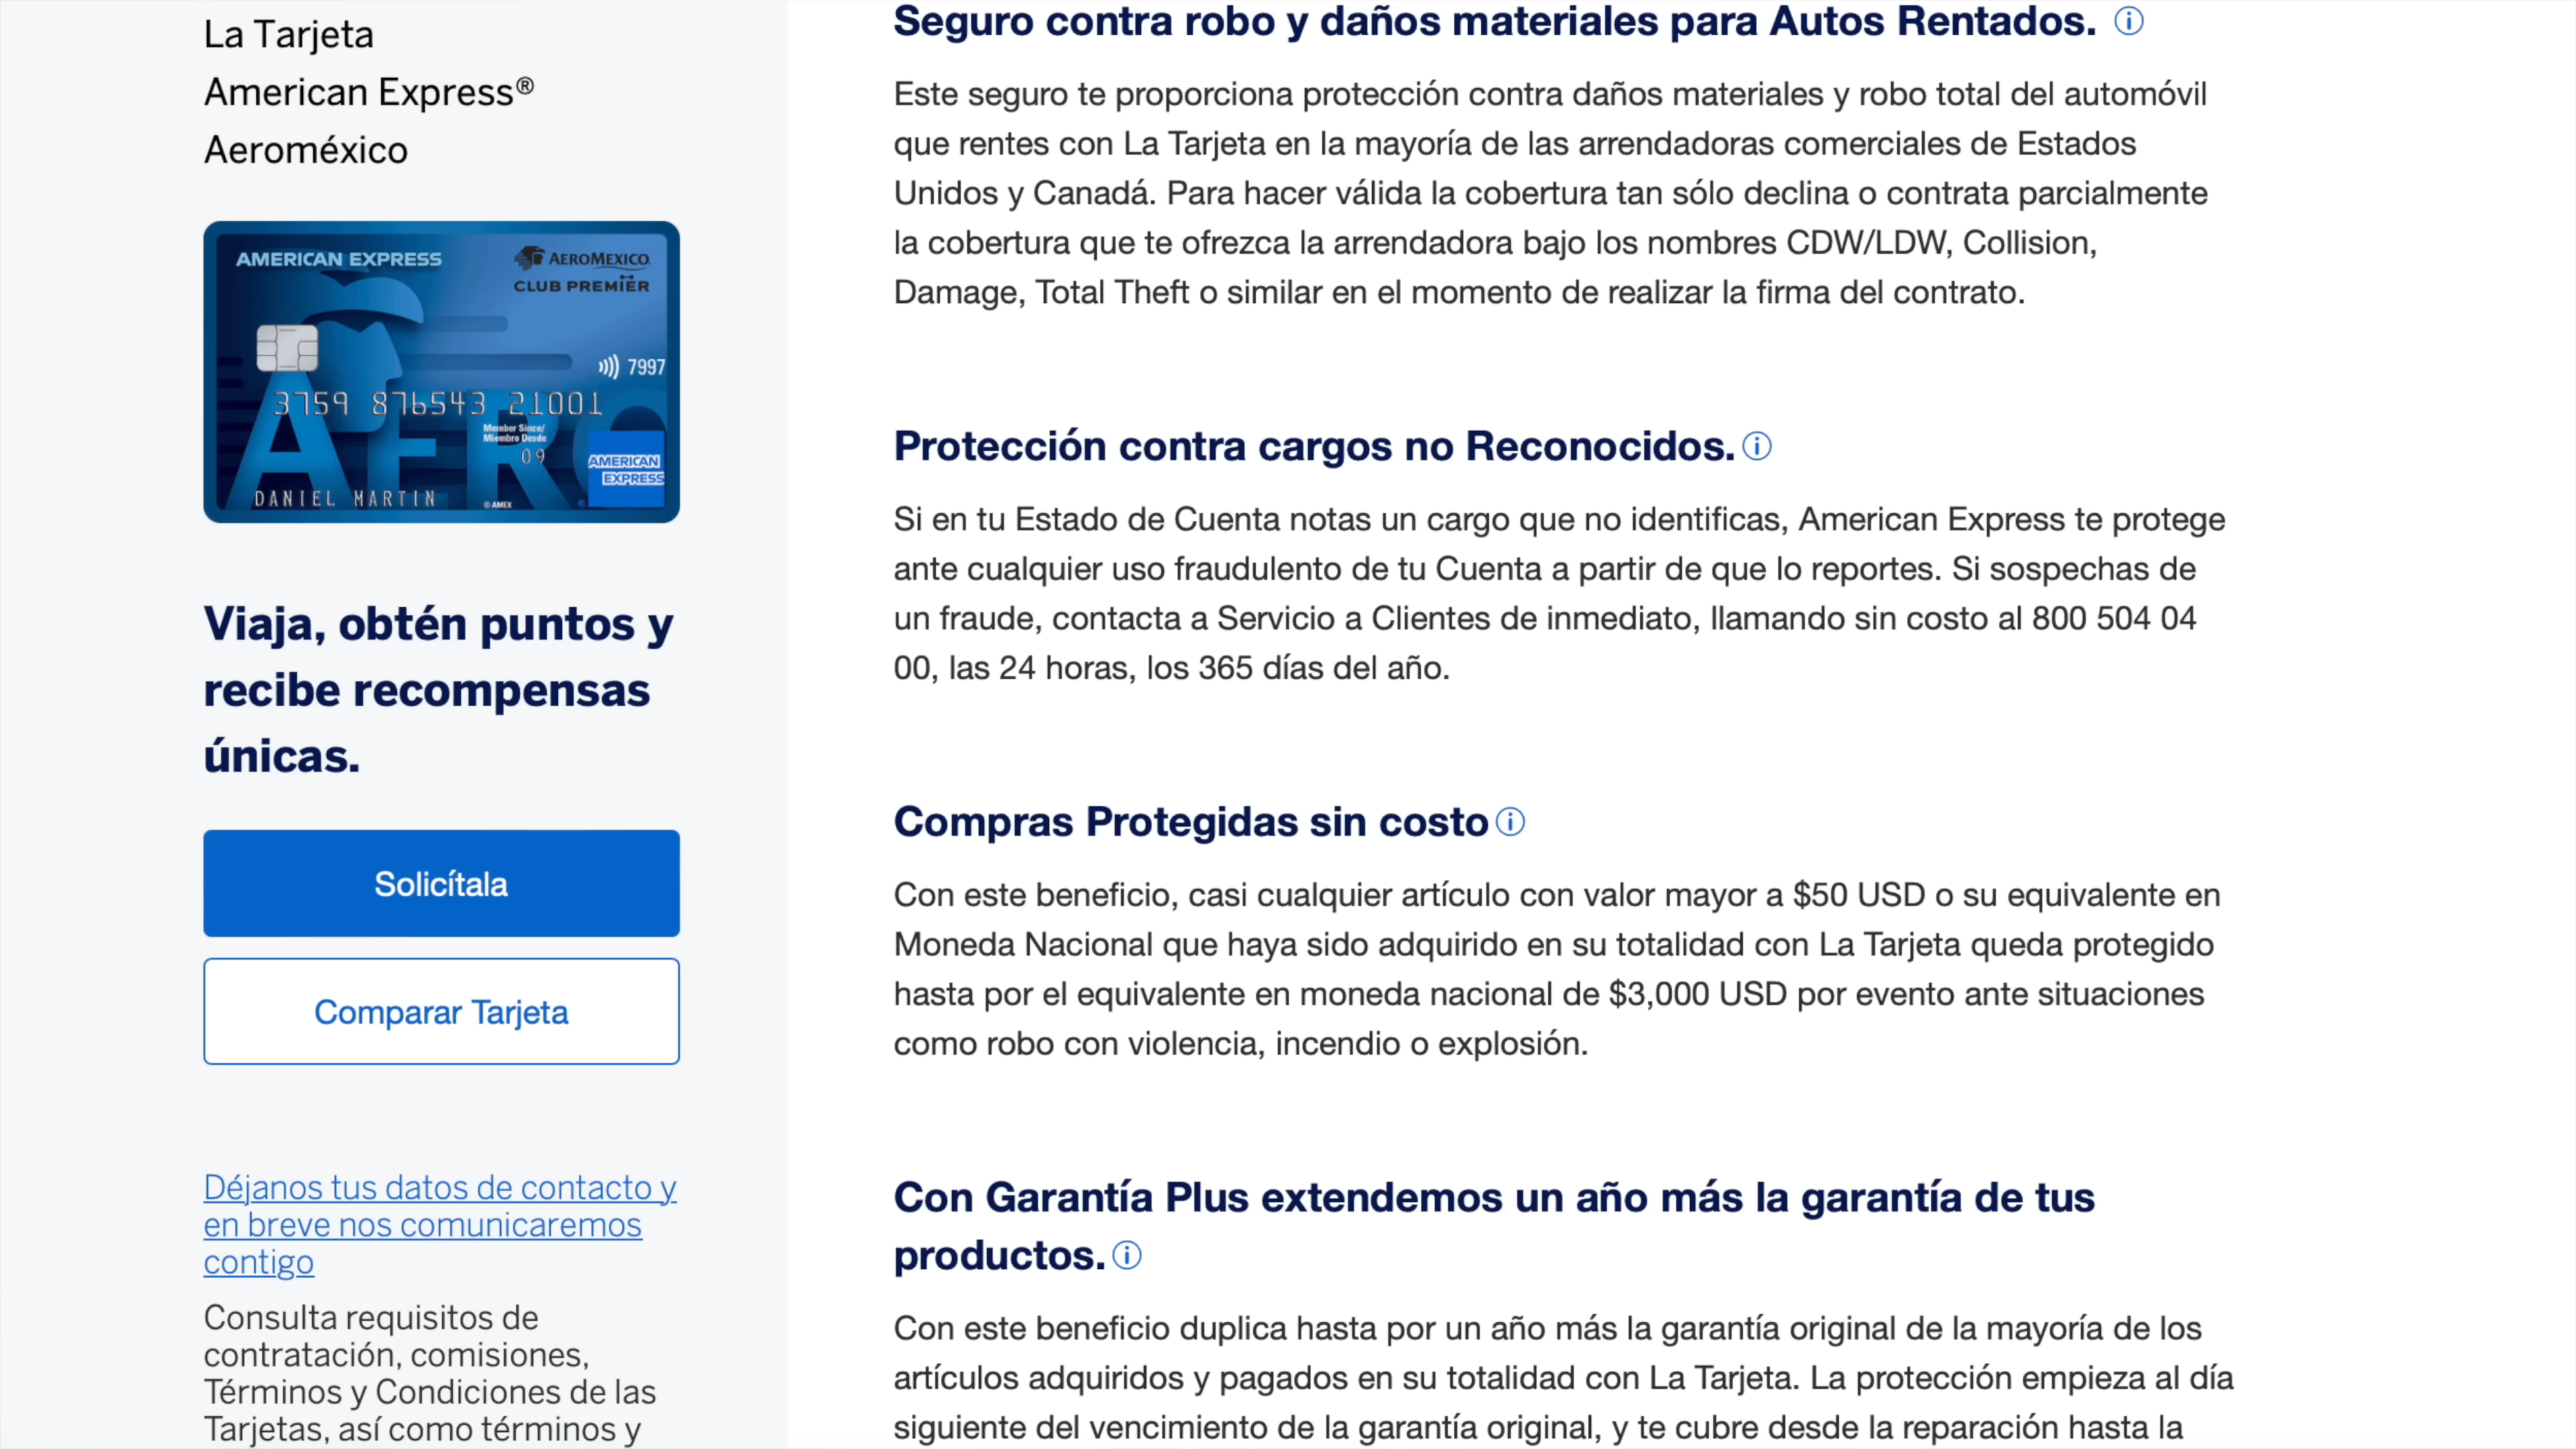 La Tarjeta
American Express®
Aeroméxico
AMERICAN EXPRESS
AEROMEXICO
CLUB PREMIER
7997
3759 876543 21001
Member Since/
Miembro Desde
09
AMERICAN
EXPRESS
DANIEL MARTIN
© AMEX
AERO
Viaja, obtén puntos y
recibe recompensas
únicas.
Solicítala
Comparar Tarjeta
Déjanos tus datos de contacto y
en breve nos comunicaremos
contigo
Consulta requisitos de
contratación, comisiones,
Términos y Condiciones de las
Tarjetas, así como términos y
Seguro contra robo y daños materiales para Autos Rentados.
Este seguro te proporciona protección contra daños materiales y robo total del automóvil
que rentes con La Tarjeta en la mayoría de las arrendadoras comerciales de Estados
Unidos y Canadá. Para hacer válida la cobertura tan sólo declina o contrata parcialmente
la cobertura que te ofrezca la arrendadora bajo los nombres CDW/LDW, Collision,
Damage, Total Theft o similar en el momento de realizar la firma del contrato.
Protección contra cargos no Reconocidos.
Si en tu Estado de Cuenta notas un cargo que no identificas, American Express te protege
ante cualquier uso fraudulento de tu Cuenta a partir de que lo reportes. Si sospechas de
un fraude, contacta a Servicio a Clientes de inmediato, llamando sin costo al 800 504 04
00, las 24 horas, los 365 días del año.
Compras Protegidas sin costo
Con este beneficio, casi cualquier artículo con valor mayor a $50 USD o su equivalente en
Moneda Nacional que haya sido adquirido en su totalidad con La Tarjeta queda protegido
hasta por el equivalente en moneda nacional de $3,000 USD por evento ante situaciones
como robo con violencia, incendio o explosión.
Con Garantía Plus extendemos un año más la garantía de tus
productos.
Con este beneficio duplica hasta por un año más la garantía original de la mayoría de los
artículos adquiridos y pagados en su totalidad con La Tarjeta. La protección empieza al día
siguiente del vencimiento de la garantía original, y te cubre desde la reparación hasta la